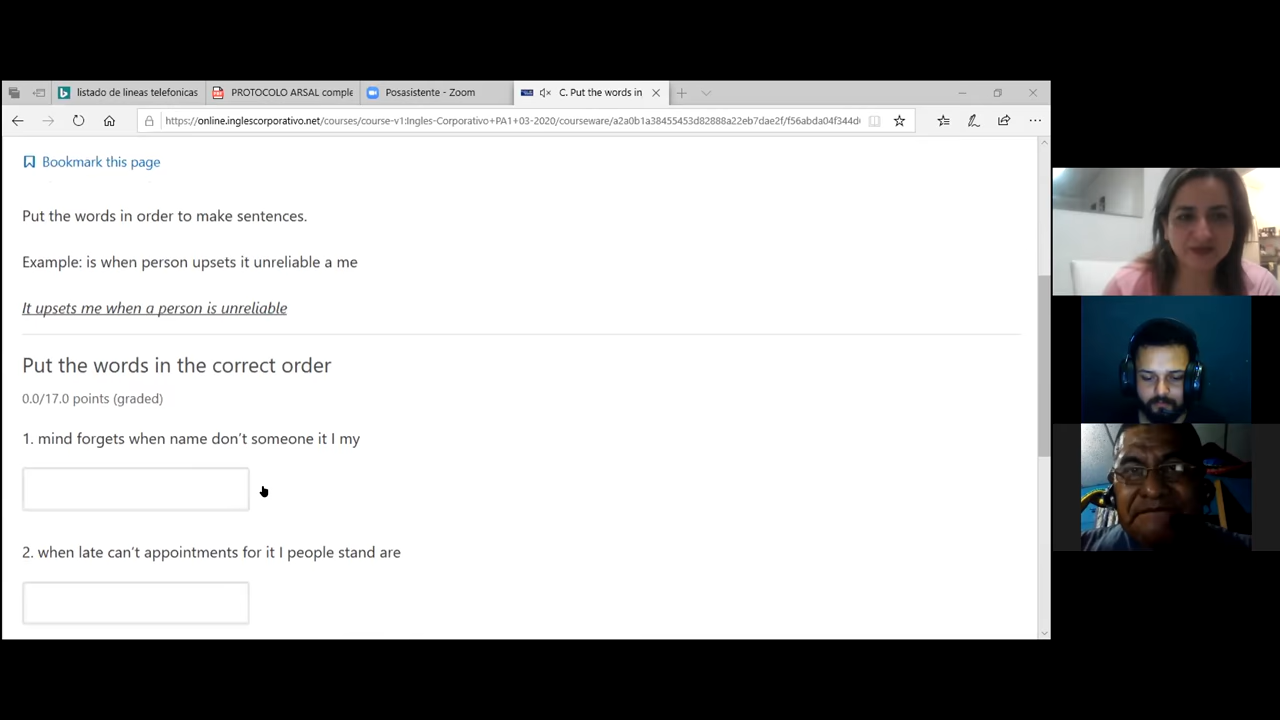 listado de lineas telefonicas
PROTOCOLO ARSAL comple
Posasistente - Zoom
C. Put the words in
https://online.inglescorporativo.net/courses/course-v1:Ingles-Corporativo+PA1+03-2020/courseware/a2a0b1a38455453d82888a22eb7dae2f/f56abda04f344d
Bookmark this page
Put the words in order to make sentences.
Example: is when person upsets it unreliable a me
It upsets me when a person is unreliable
Put the words in the correct order
0.0/17.0 points (graded)
1. mind forgets when name don’t someone it I my
2. when late can’t appointments for it I people stand are